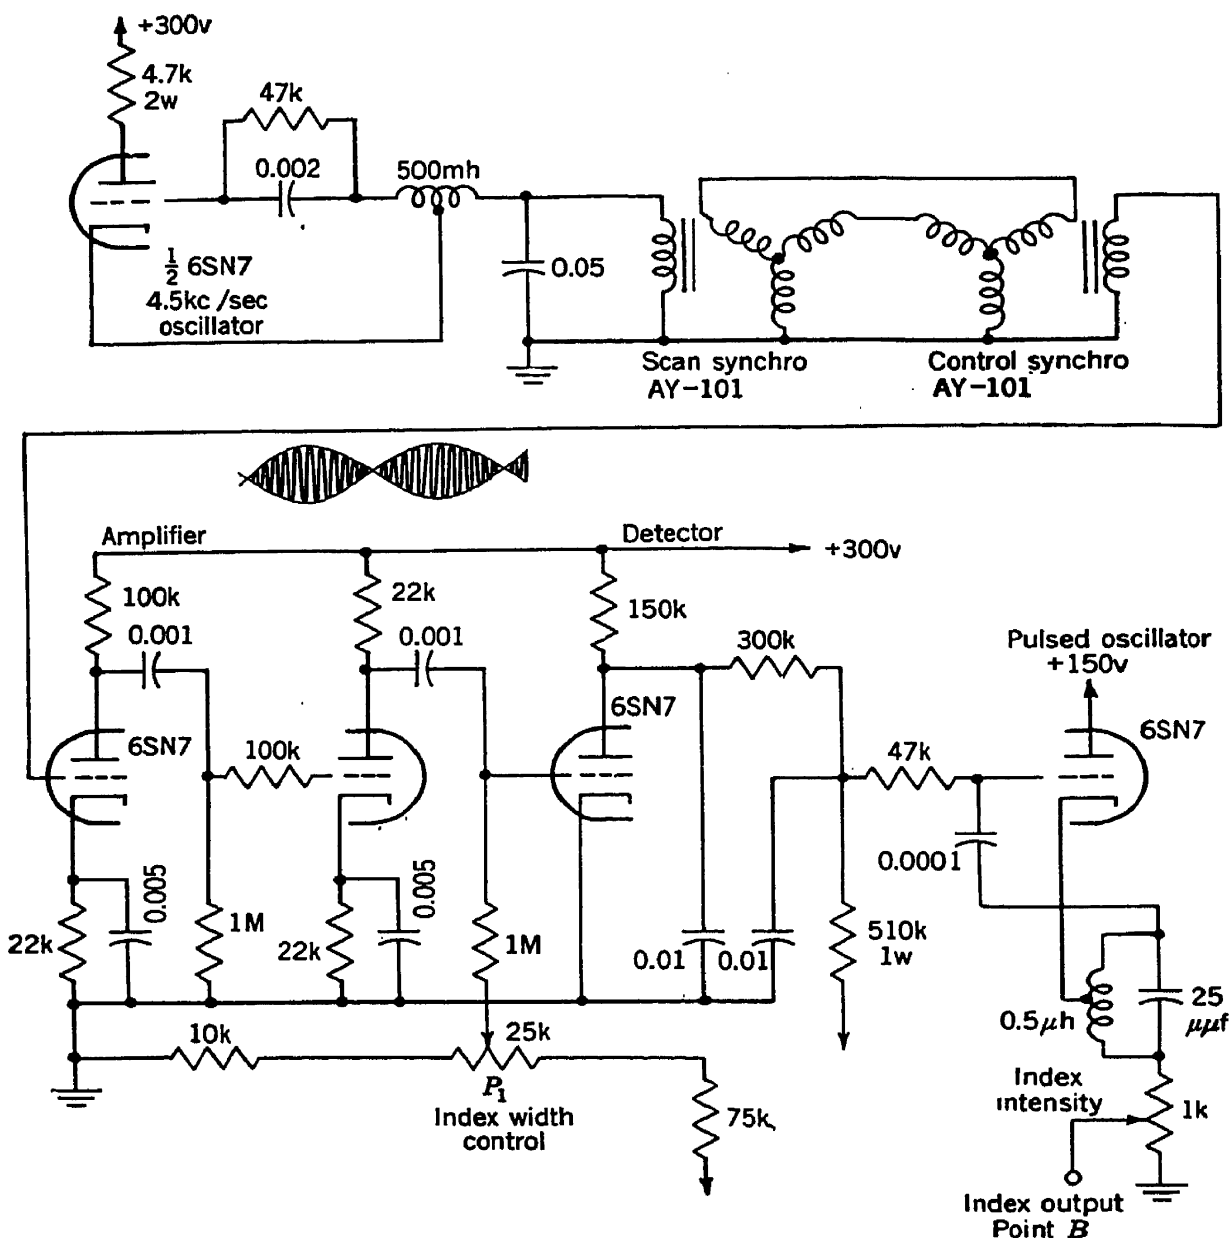 +300v
4.7k
2w
47k
0.002
500mh
0.05
½ 6SN7
4.5kc/sec
oscillator
Scan synchro
AY-101
Control synchro
AY-101
Amplifier
Detector
+300v
100k
22k
150k
0.001
0.001
300k
Pulsed oscillator
+150v
6SN7
6SN7
6SN7
100k
47k
0.0001
0.005
0.005
22k
1M
22k
1M
0.01
0.01
510k
1w
0.5μh
25
μμf
10k
25k
P₁
Index width
control
75k
Index
intensity
1k
Index output
Point B